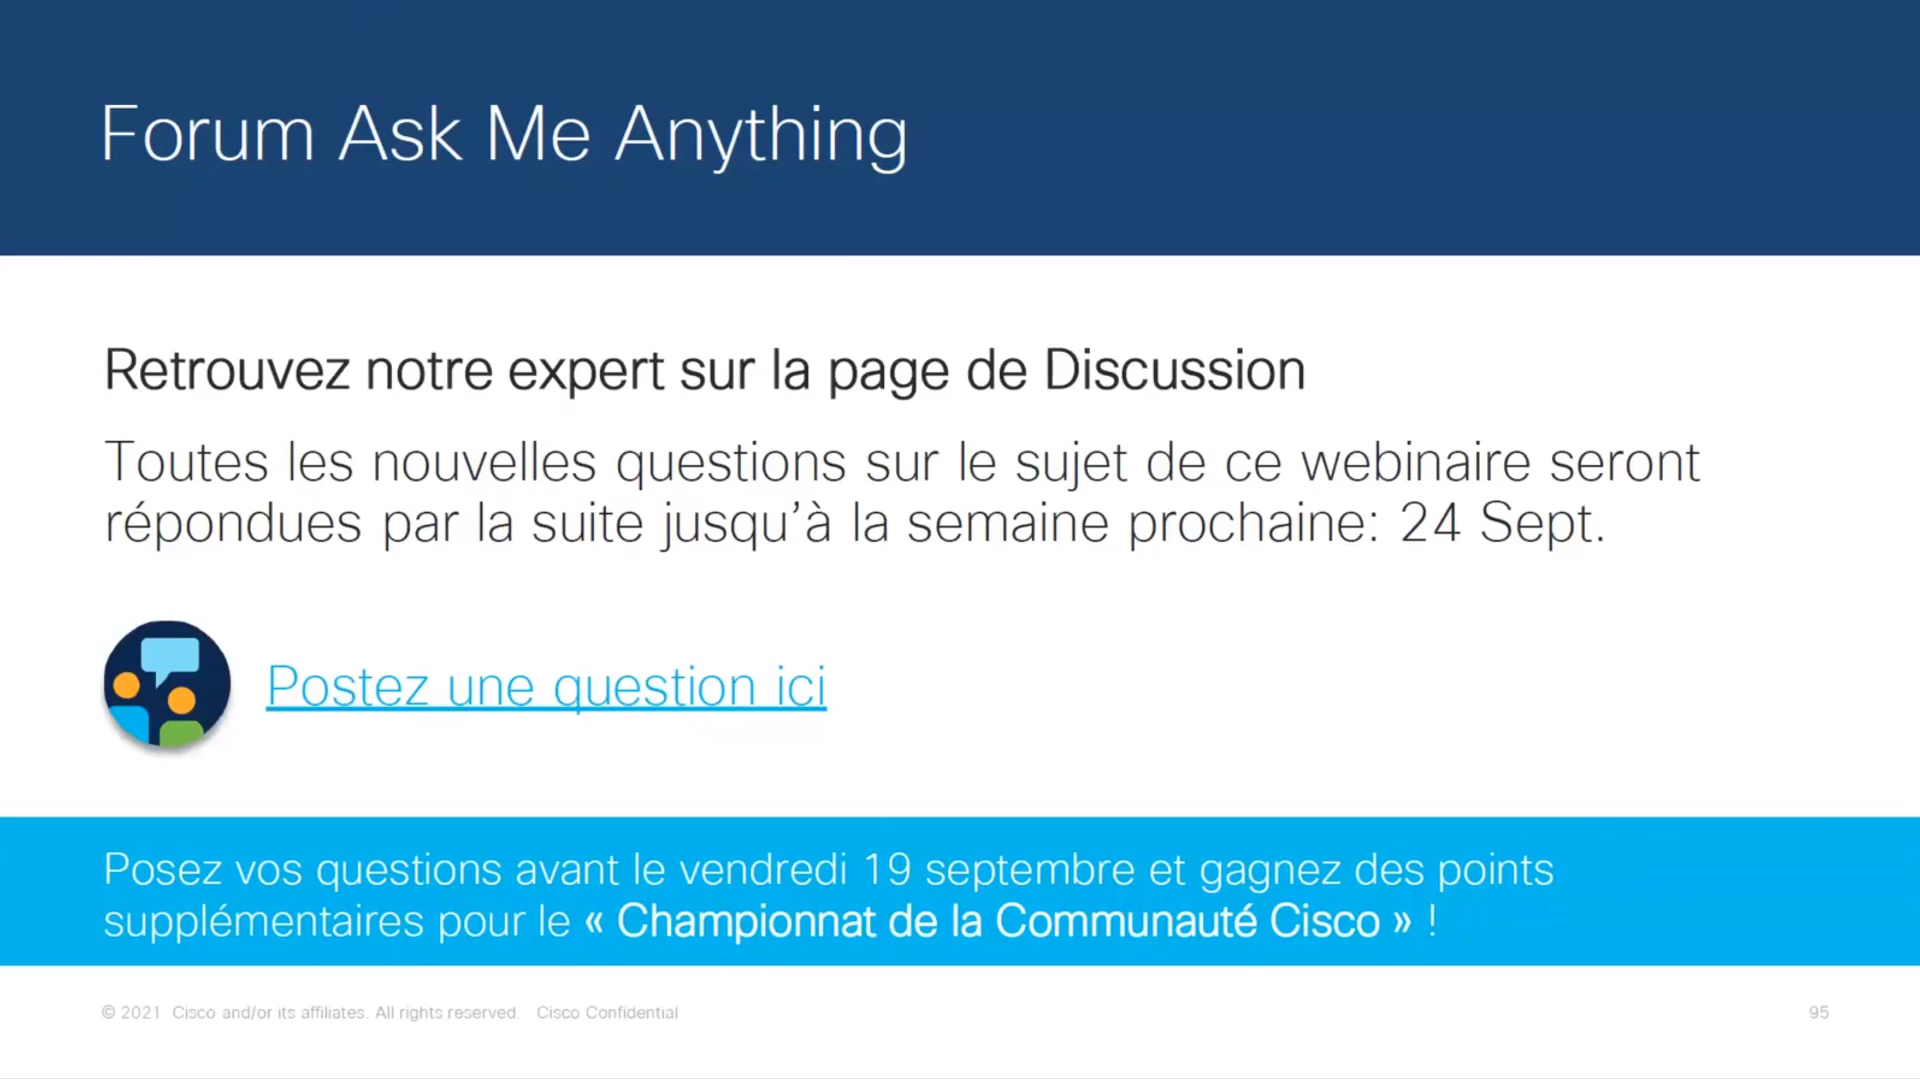 Forum Ask Me Anything
Retrouvez notre expert sur la page de Discussion
Toutes les nouvelles questions sur le sujet de ce webinaire seront
répondues par la suite jusqu’à la semaine prochaine: 24 Sept.
Postez une question ici
Posez vos questions avant le vendredi 19 septembre et gagnez des points
supplémentaires pour le « Championnat de la Communauté Cisco » !
© 2021 Cisco and/or its affiliates. All rights reserved. Cisco Confidential
95